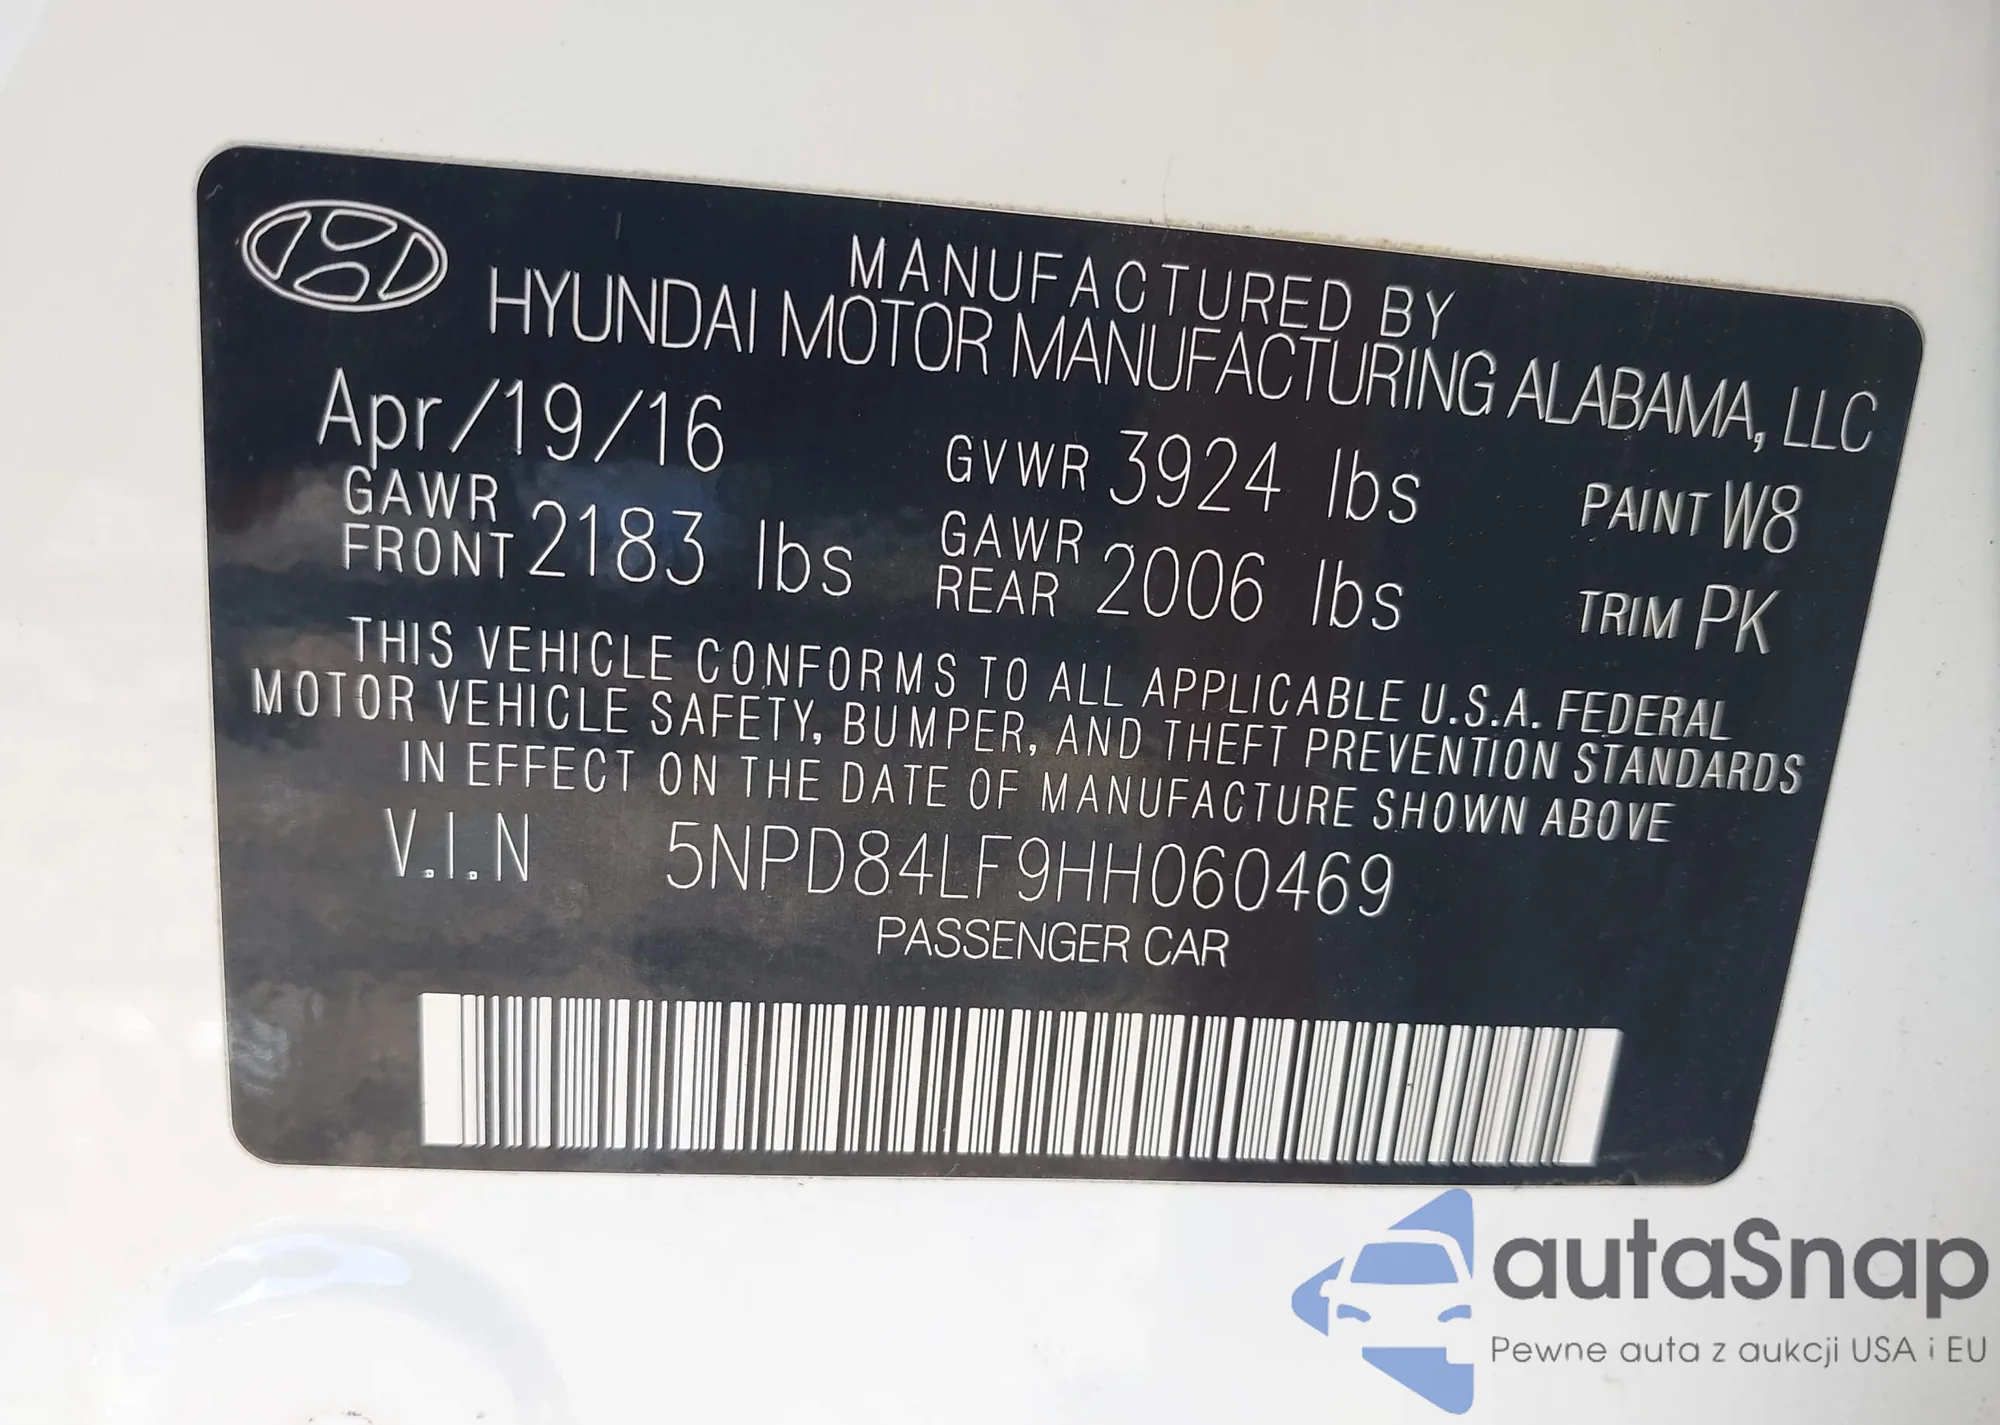 MANUFACTURED BY
HYUNDAI MOTOR MANUFACTURING ALABAMA, LLC
Apr/19/16 GVWR 3924 lbs PAINT W8
GAWR FRONT 2183 lbs GAWR REAR 2006 lbs TRIM PK
THIS VEHICLE CONFORMS TO ALL APPLICABLE U.S.A. FEDERAL
MOTOR VEHICLE SAFETY, BUMPER, AND THEFT PREVENTION STANDARDS
IN EFFECT ON THE DATE OF MANUFACTURE SHOWN ABOVE
V.I.N 5NPD84LF9HH060469
PASSENGER CAR
autaSnap
Pewne auta z aukcji USA i EU